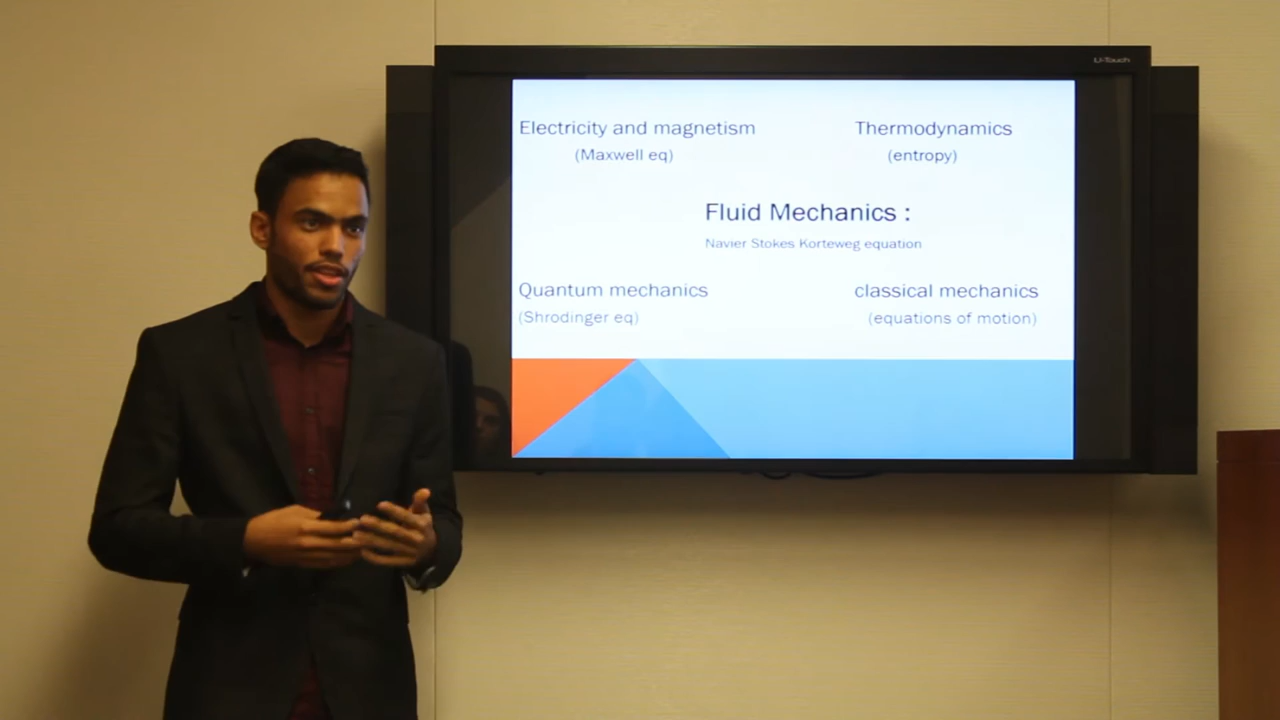 U-Touch
Electricity and magnetism
(Maxwell eq)
Thermodynamics
(entropy)
Fluid Mechanics :
Navier Stokes Korteweg equation
Quantum mechanics
(Shrodinger eq)
classical mechanics
(equations of motion)